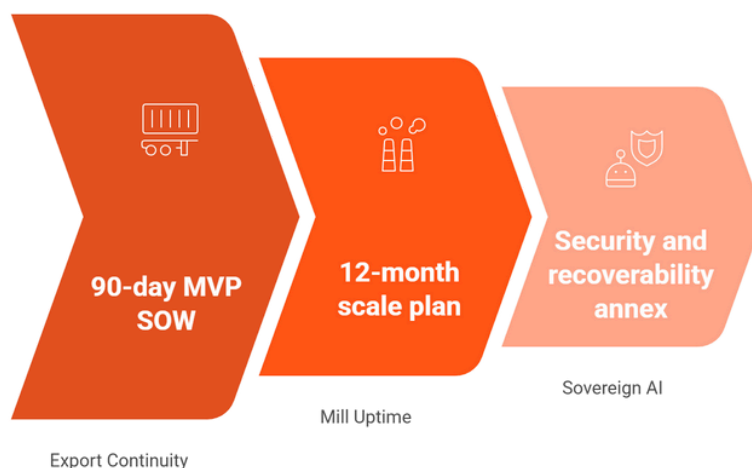 90-day MVP
SOW
Export Continuity
12-month
scale plan
Mill Uptime
Security and
recoverability
annex
Sovereign AI